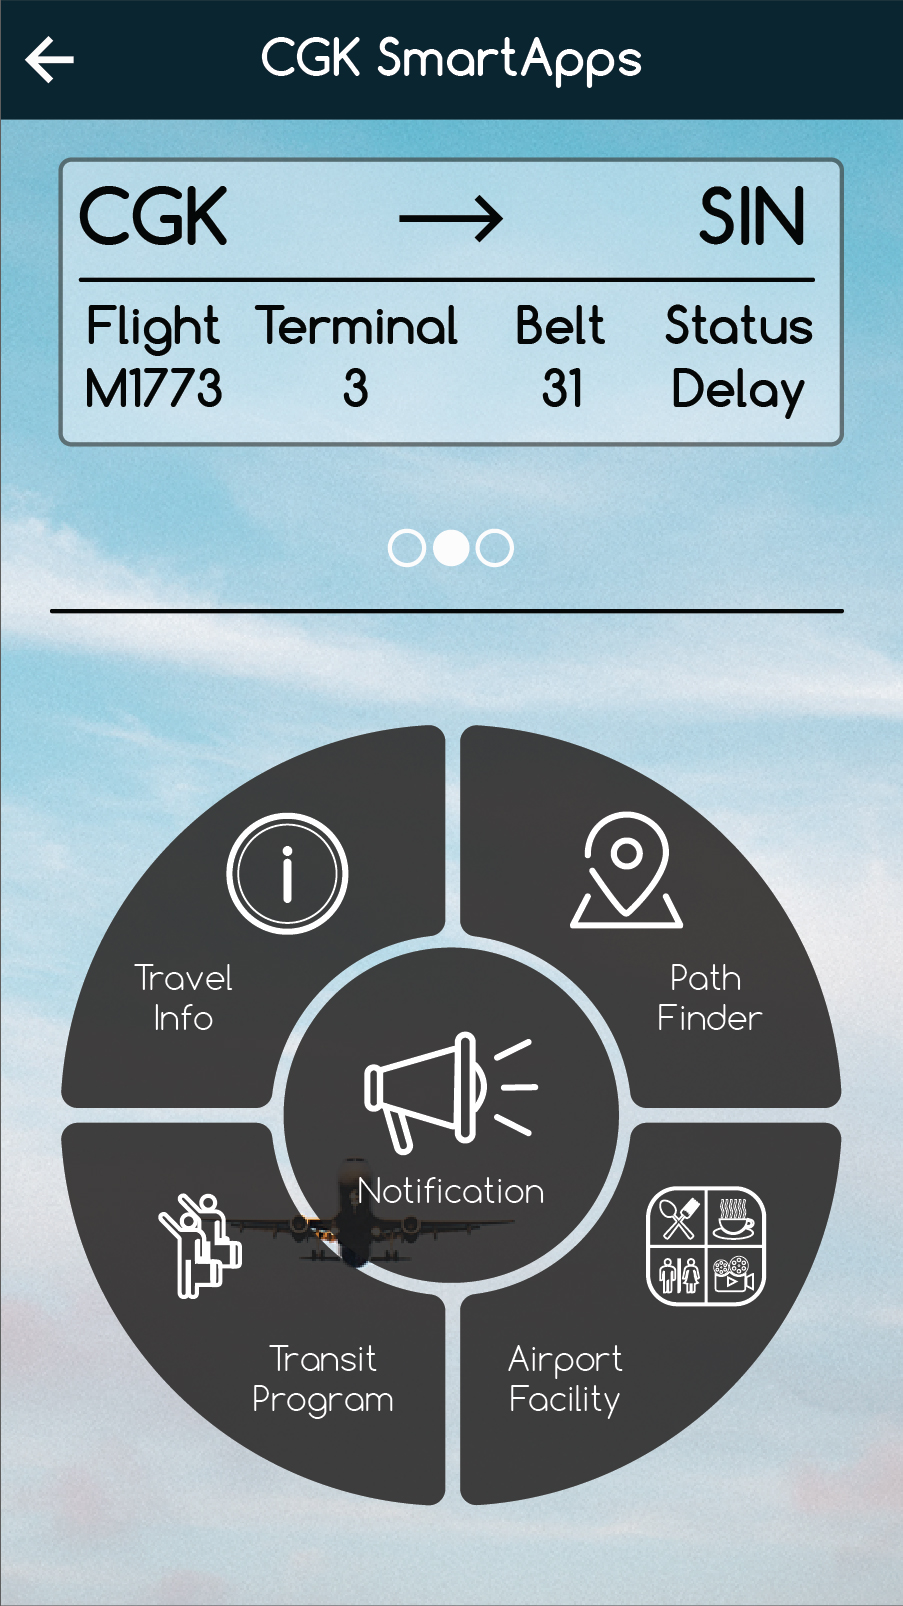 CGK SmartApps
CGK → SIN
Flight Terminal Belt Status
M1773 3 31 Delay
Travel
Info
Path
Finder
Notification
Transit
Program
Airport
Facility